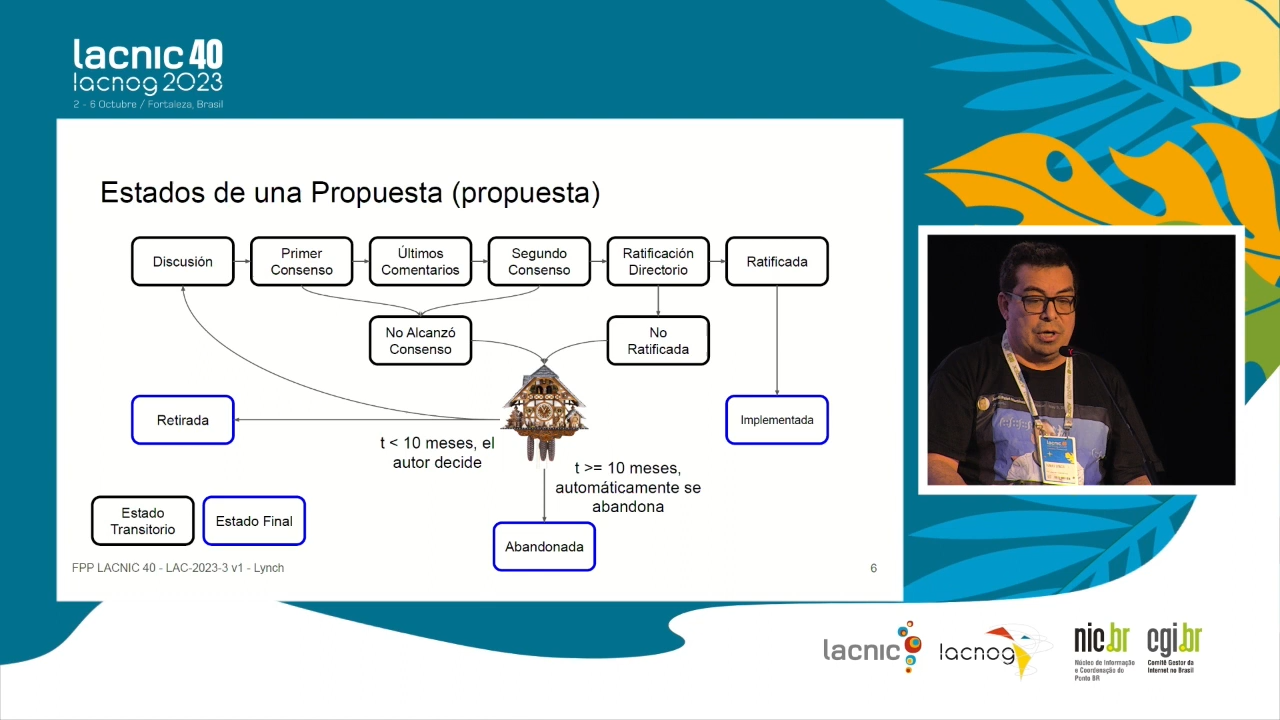 lacnic 40
lacnog 2023
2 - 6 Octubre / Fortaleza, Brasil
Estados de una Propuesta (propuesta)
Discusión
Primer
Consenso
Últimos
Comentarios
Segundo
Consenso
Ratificación
Directorio
Ratificada
No Alcanzó
Consenso
No
Ratificada
Retirada
Implementada
t < 10 meses, el
autor decide
t >= 10 meses,
automáticamente se
abandona
Estado
Transitorio
Estado Final
Abandonada
FPP LACNIC 40 - LAC-2023-3 v1 - Lynch
6
lacnic
lacnog
nic.br
Núcleo de Informação
e Coordenação do
Ponto BR
cgi.br
Comitê Gestor da
Internet no Brasil